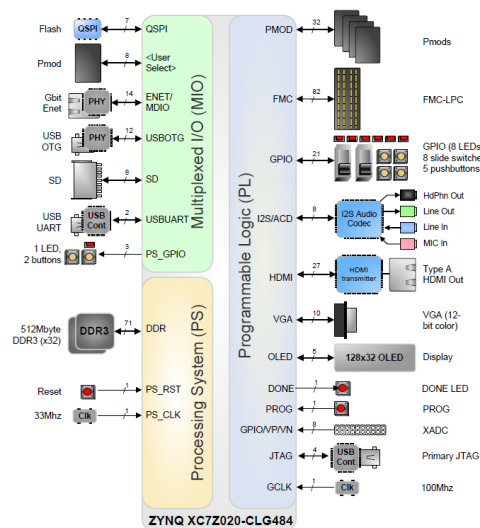 Flash
QSPI
7
QSPI
Pmod
8
<User
Select>
Gbit
Enet
PHY
14
ENET/
MDIO
USB
OTG
PHY
12
USBOTG
SD
8
SD
USB
UART
USB
Cont
2
USBUART
1 LED,
2 buttons
3
PS_GPIO
512Mbyte
DDR3 (x32)
DDR3
71
DDR
Reset
1
PS_RST
33Mhz
Clk
1
PS_CLK
Multiplexed I/O (MIO)
Processing System (PS)
Programmable Logic (PL)
PMOD
32
Pmods
FMC
82
FMC-LPC
GPIO
21
GPIO (8 LEDs
8 slide switche
5 pushbuttons
I2S/ACD
8
I2S Audio
Codec
HdPhn Out
Line Out
Line In
MIC In
HDMI
27
HDMI
transmitter
Type A
HDMI Out
VGA
10
VGA (12-
bit color)
OLED
5
128x32 OLED
Display
DONE
1
DONE LED
PROG
1
PROG
GPIO/VP/VN
8
XADC
JTAG
4
USB
Cont
Primary JTAG
GCLK
1
Clk
100Mhz
ZYNQ XC7Z020-CLG484